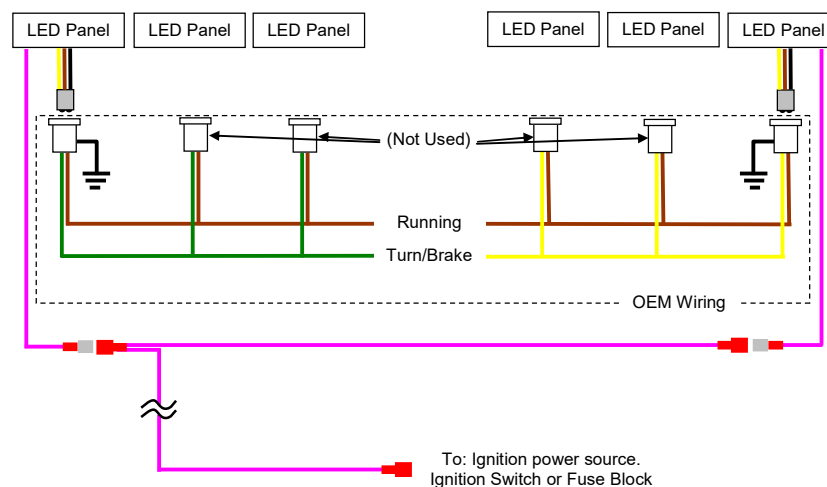 LED Panel
LED Panel
LED Panel
LED Panel
LED Panel
LED Panel
(Not Used)
Running
Turn/Brake
OEM Wiring
To: Ignition power source.
Ignition Switch or Fuse Block